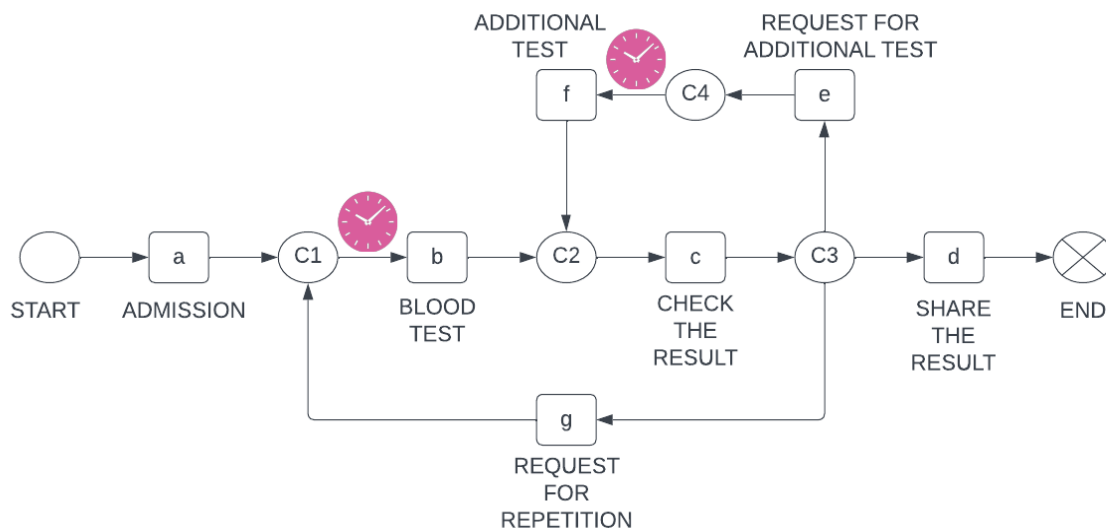 ADDITIONAL
TEST
REQUEST FOR
ADDITIONAL TEST
f
C4
e
a
C1
b
C2
c
C3
d
START
ADMISSION
BLOOD
TEST
CHECK
THE
RESULT
SHARE
THE
RESULT
END
g
REQUEST
FOR
REPETITION